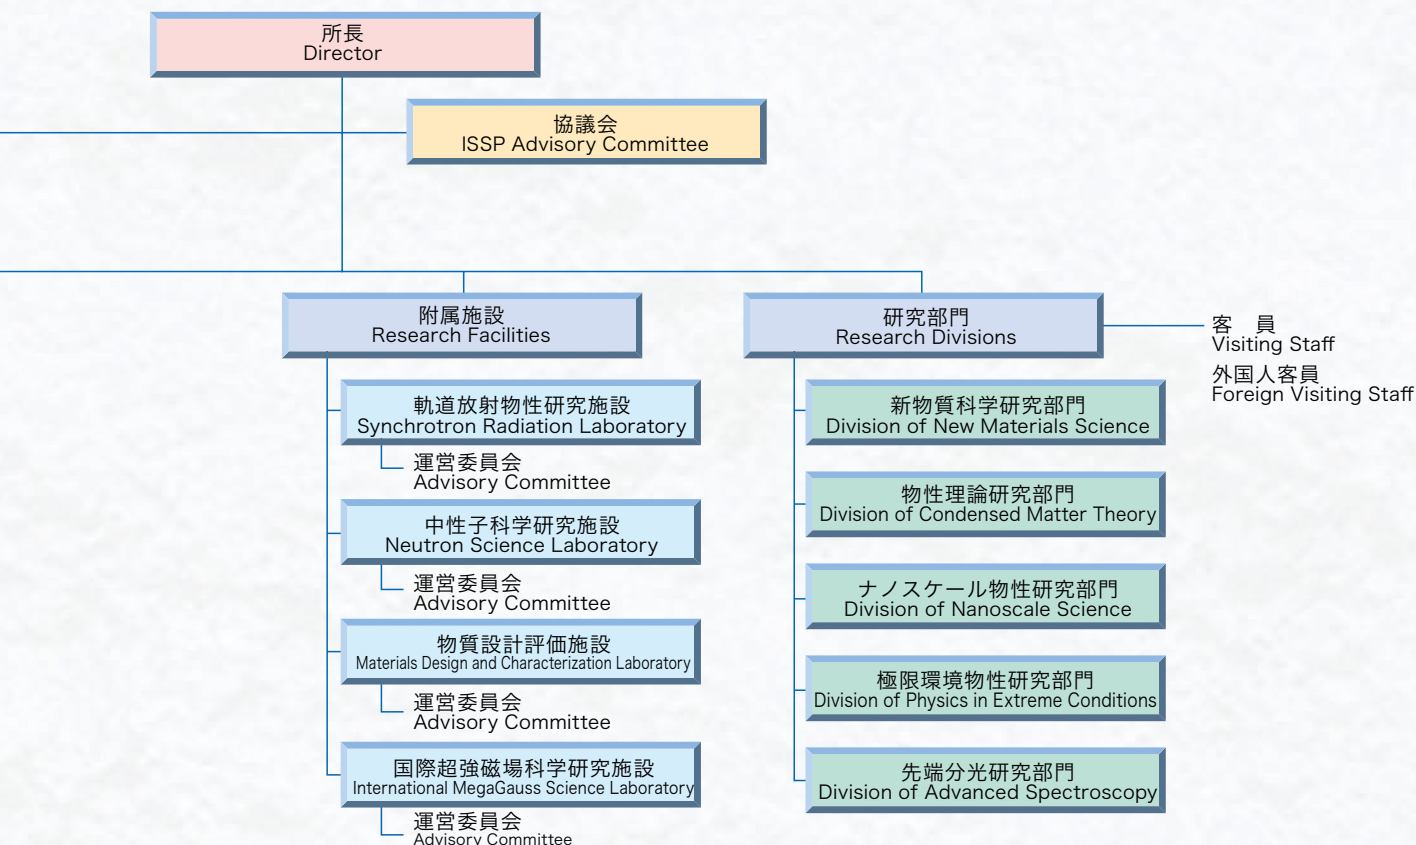 所長
Director
協議会
ISSP Advisory Committee
附属施設
Research Facilities
軌道放射物性研究施設
Synchrotron Radiation Laboratory
運営委員会
Advisory Committee
中性子科学研究施設
Neutron Science Laboratory
運営委員会
Advisory Committee
物質設計評価施設
Materials Design and Characterization Laboratory
運営委員会
Advisory Committee
国際超強磁場科学研究施設
International MegaGauss Science Laboratory
運営委員会
Advisory Committee
研究部門
Research Divisions
新物質科学研究部門
Division of New Materials Science
物性理論研究部門
Division of Condensed Matter Theory
ナノスケール物性研究部門
Division of Nanoscale Science
極限環境物性研究部門
Division of Physics in Extreme Conditions
先端分光研究部門
Division of Advanced Spectroscopy
客　員
Visiting Staff
外国人客員
Foreign Visiting Staff